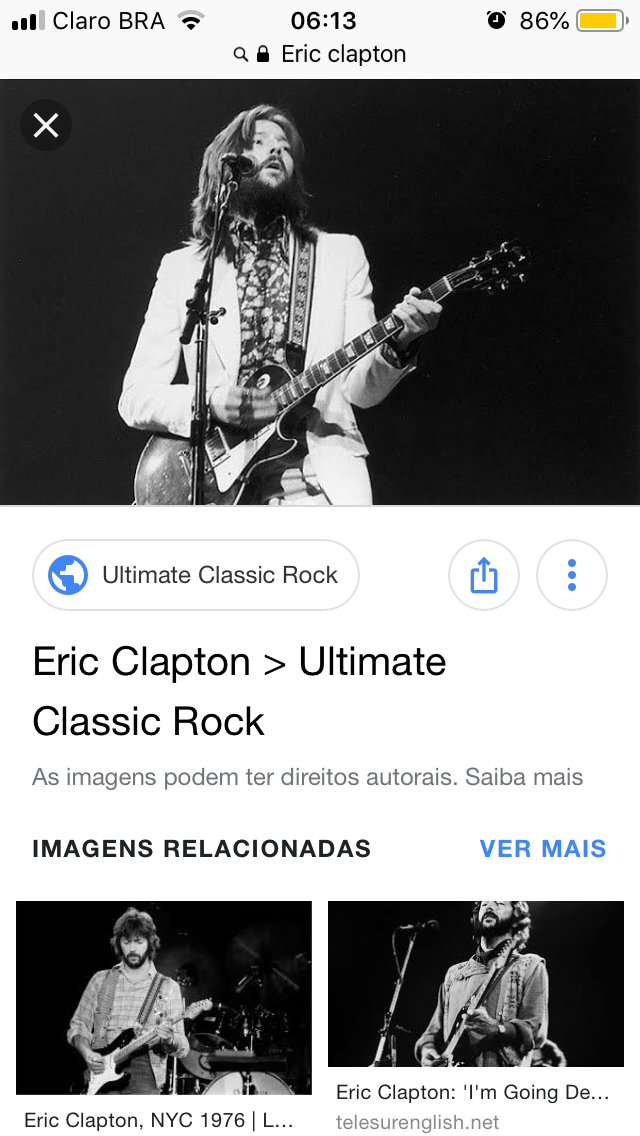 Claro BRA 06:13 86%
Eric clapton
Ultimate Classic Rock
Eric Clapton > Ultimate
Classic Rock
As imagens podem ter direitos autorais. Saiba mais
IMAGENS RELACIONADAS VER MAIS
Eric Clapton, NYC 1976 | L...
Eric Clapton: 'I'm Going De...
telesurenglish.net